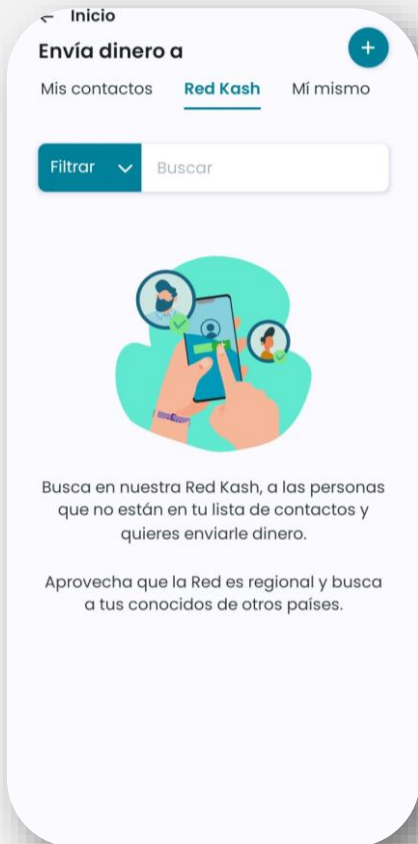 ← Inicio
Envía dinero a
+
Mis contactos Red Kash Mí mismo
Filtrar Buscar
Busca en nuestra Red Kash, a las personas
que no están en tu lista de contactos y
quieres enviarle dinero.
Aprovecha que la Red es regional y busca
a tus conocidos de otros países.